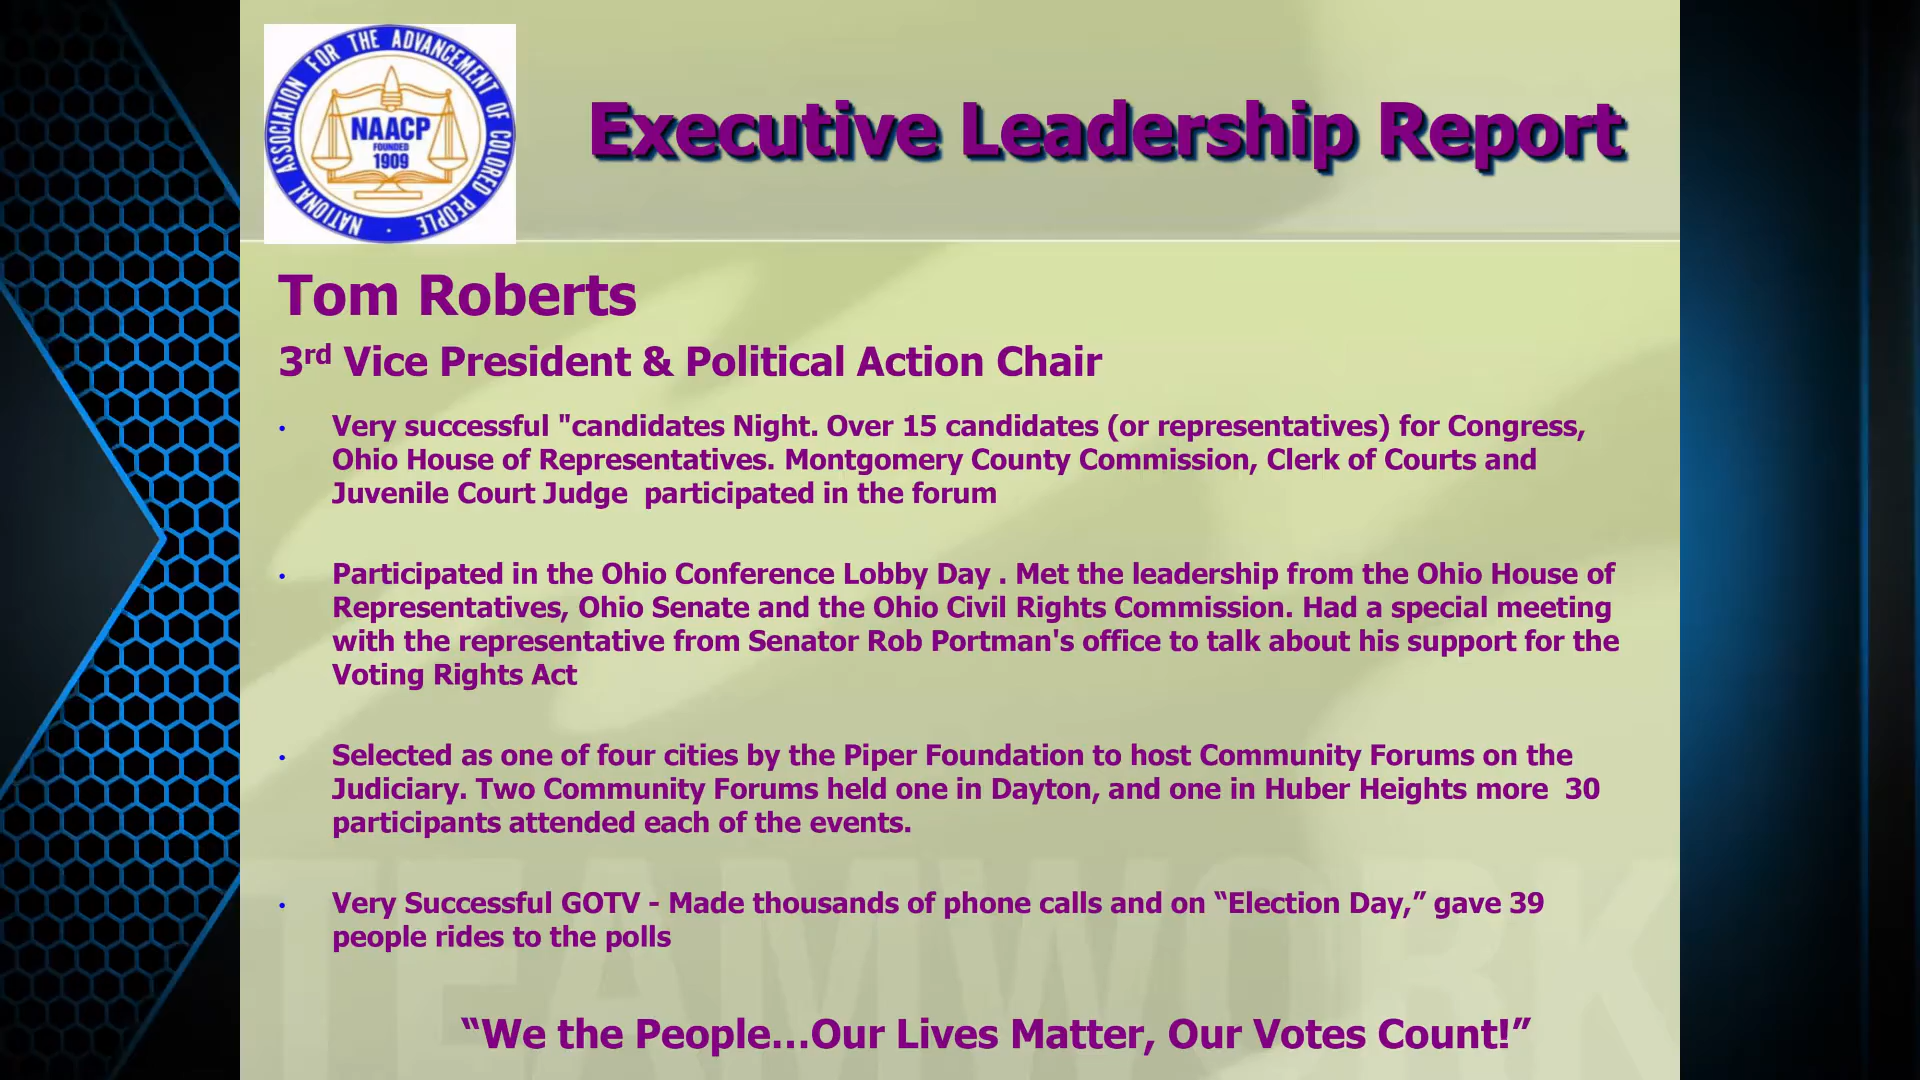 NATIONAL ASSOCIATION FOR THE ADVANCEMENT OF COLORED PEOPLE
NAACP
FOUNDED
1909
Executive Leadership Report
Tom Roberts
3rd Vice President & Political Action Chair
• Very successful "candidates Night. Over 15 candidates (or representatives) for Congress,
Ohio House of Representatives. Montgomery County Commission, Clerk of Courts and
Juvenile Court Judge  participated in the forum
• Participated in the Ohio Conference Lobby Day . Met the leadership from the Ohio House of
Representatives, Ohio Senate and the Ohio Civil Rights Commission. Had a special meeting
with the representative from Senator Rob Portman's office to talk about his support for the
Voting Rights Act
• Selected as one of four cities by the Piper Foundation to host Community Forums on the
Judiciary. Two Community Forums held one in Dayton, and one in Huber Heights more  30
participants attended each of the events.
• Very Successful GOTV - Made thousands of phone calls and on “Election Day,” gave 39
people rides to the polls
TEAMWORK
“We the People...Our Lives Matter, Our Votes Count!”